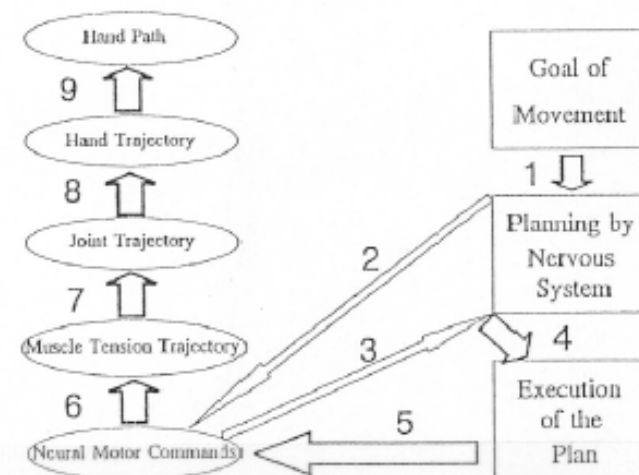 Hand Path
9
Hand Trajectory
8
Joint Trajectory
7
Muscle Tension Trajectory
6
Neural Motor Commands
Goal of
Movement
1
Planning by
Nervous
System
2
3
4
Execution
of the
Plan
5